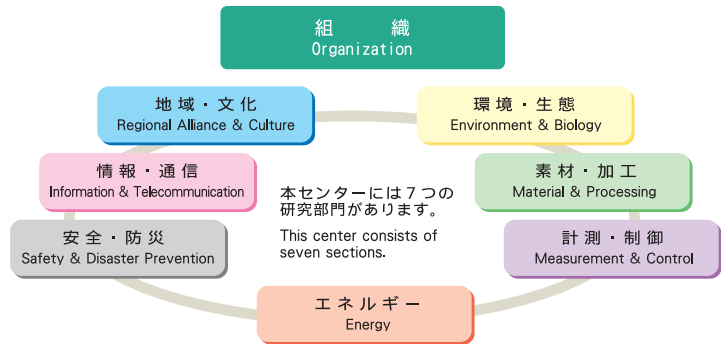 組 織
Organization
地域・文化
Regional Alliance & Culture
環境・生態
Environment & Biology
情報・通信
Information & Telecommunication
素材・加工
Material & Processing
本センターには７つの
研究部門があります。
This center consists of
seven sections.
安全・防災
Safety & Disaster Prevention
計測・制御
Measurement & Control
エネルギー
Energy